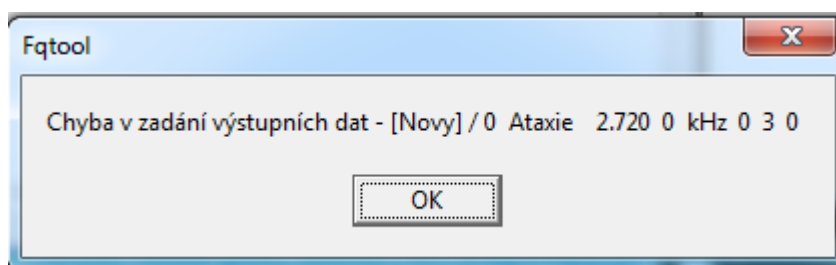 Fqtool
Chyba v zadání výstupních dat - [Novy] / 0 Ataxie 2.720 0 kHz 0 3 0
OK